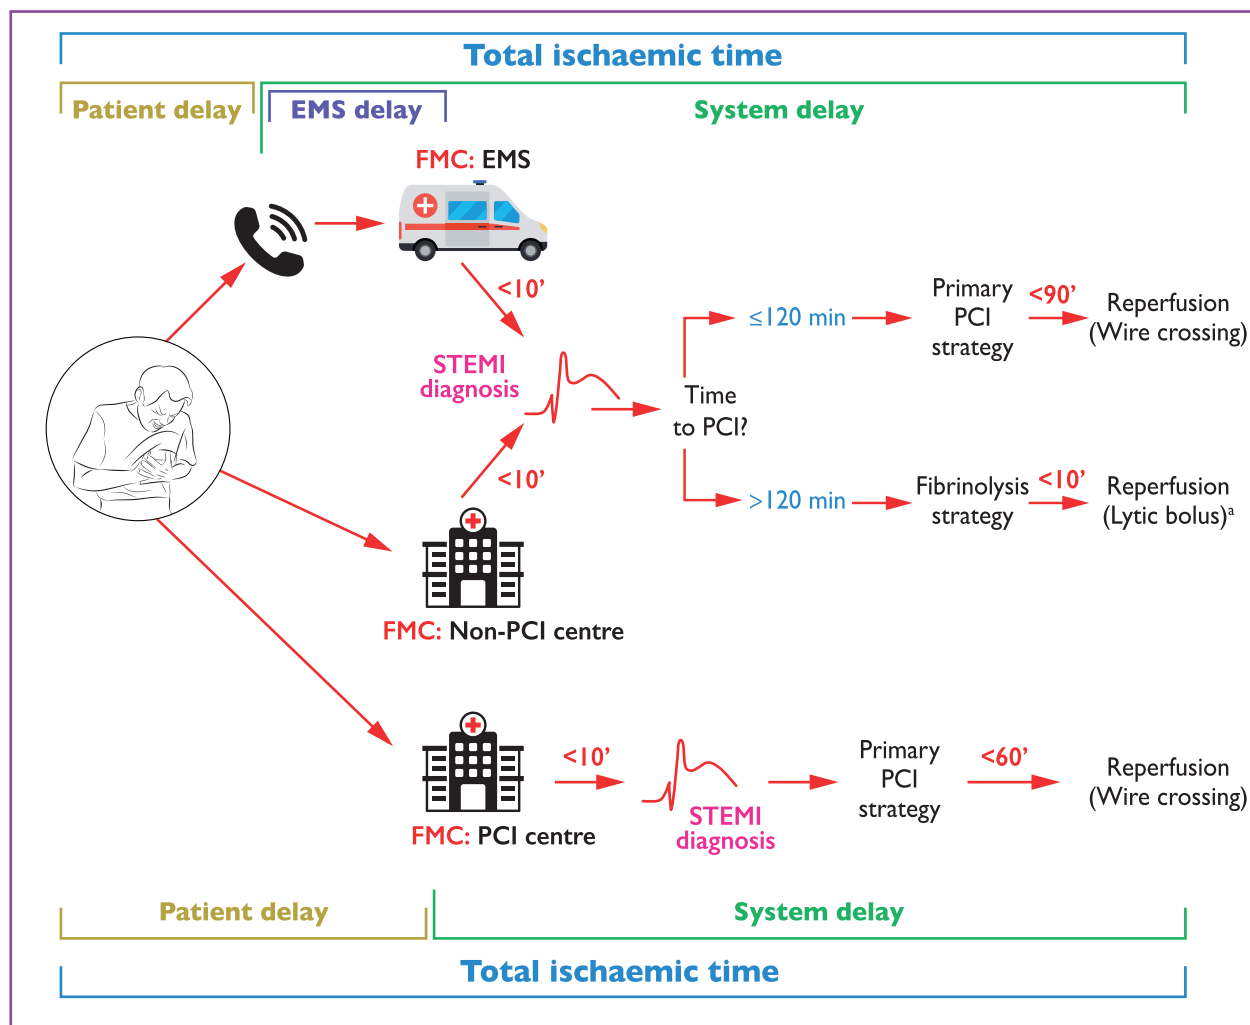 Total ischaemic time
Patient delay
EMS delay
System delay
FMC: EMS
<10’
STEMI
diagnosis
<10’
FMC: Non-PCI centre
Time
to PCI?
≤120 min
Primary
PCI
strategy
<90’
Reperfusion
(Wire crossing)
>120 min
Fibrinolysis
strategy
<10’
Reperfusion
(Lytic bolus)ᵃ
FMC: PCI centre
<10’
STEMI
diagnosis
Primary
PCI
strategy
<60’
Reperfusion
(Wire crossing)
Patient delay
System delay
Total ischaemic time